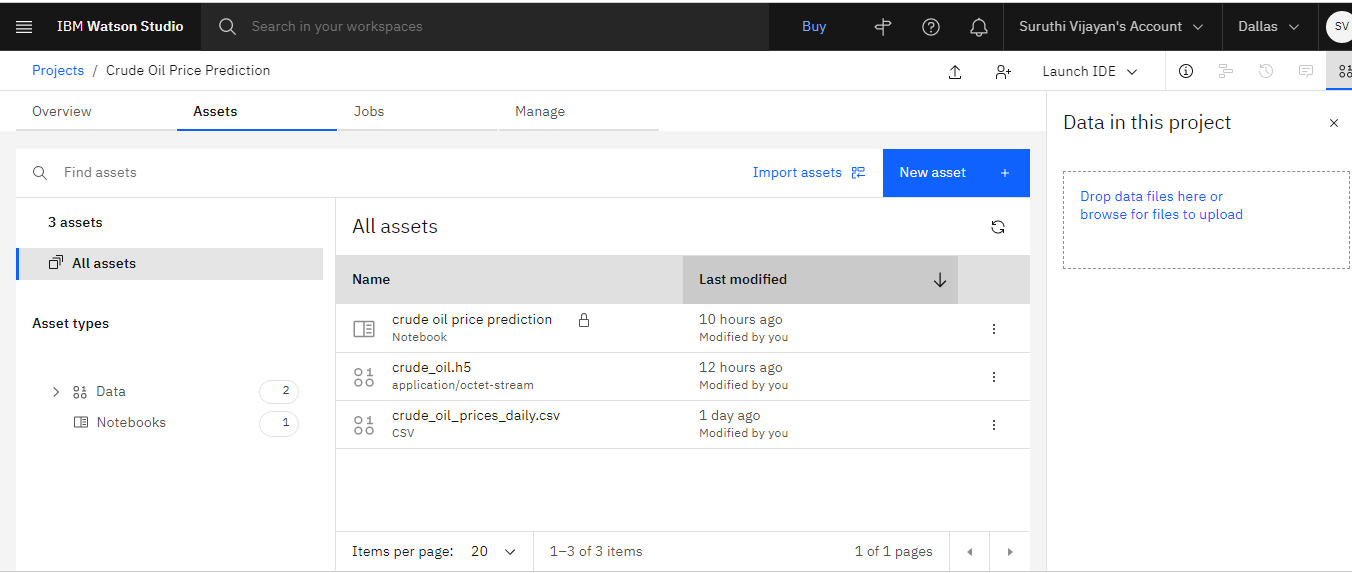 IBM Watson Studio
Search in your workspaces
Buy
Suruthi Vijayan's Account
Dallas
SV
Projects / Crude Oil Price Prediction
Launch IDE
Overview
Assets
Jobs
Manage
Find assets
Import assets
New asset +
3 assets
All assets
Asset types
Data 2
Notebooks 1
All assets
Name
Last modified
crude oil price prediction
Notebook
10 hours ago
Modified by you
crude_oil.h5
application/octet-stream
12 hours ago
Modified by you
crude_oil_prices_daily.csv
CSV
1 day ago
Modified by you
Items per page: 20
1–3 of 3 items
1 of 1 pages
Data in this project
Drop data files here or
browse for files to upload